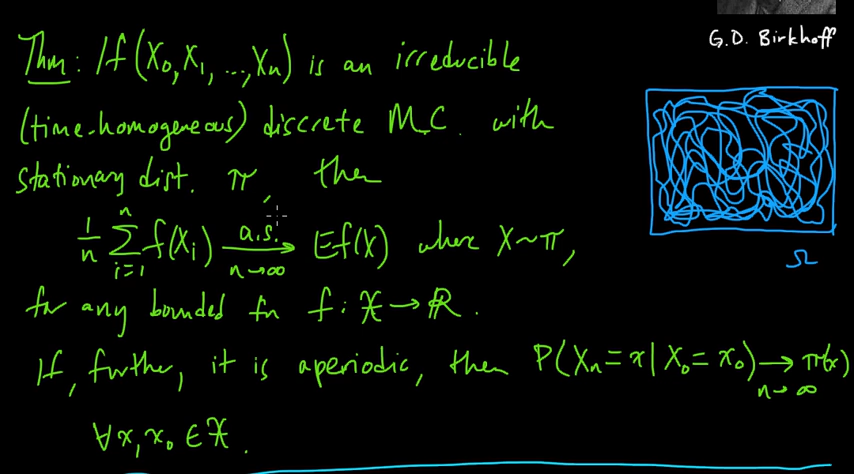 G.D. Birkhoff
Thm: If (X₀, X₁, ..., Xₙ) is an irreducible
(time-homogeneous) discrete M.C. with
stationary dist. π, then
1/n ∑ᵢ₌₁ⁿ f(Xᵢ) —a.s.→ n→∞ 𝔼f(X) where X~π,
for any bounded fn f: 𝒳 → ℝ.
If, further, it is aperiodic, then P(Xₙ = x | X₀ = x₀) → n→∞ π(x)
∀x, x₀ ∈ 𝒳.
Ω